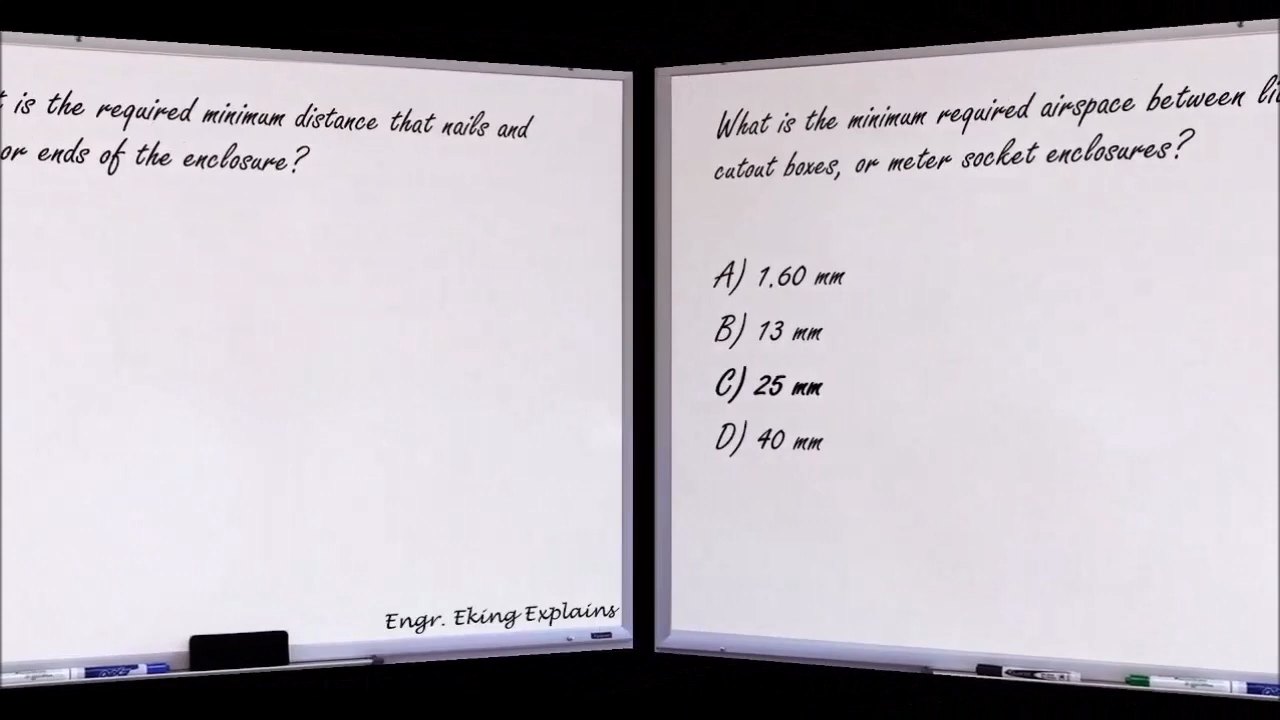 is the required minimum distance that nails and
or ends of the enclosure?
Engr. Eking Explains
What is the minimum required airspace between
cutout boxes, or meter socket enclosures?
A) 1.60 mm
B) 13 mm
C) 25 mm
D) 40 mm